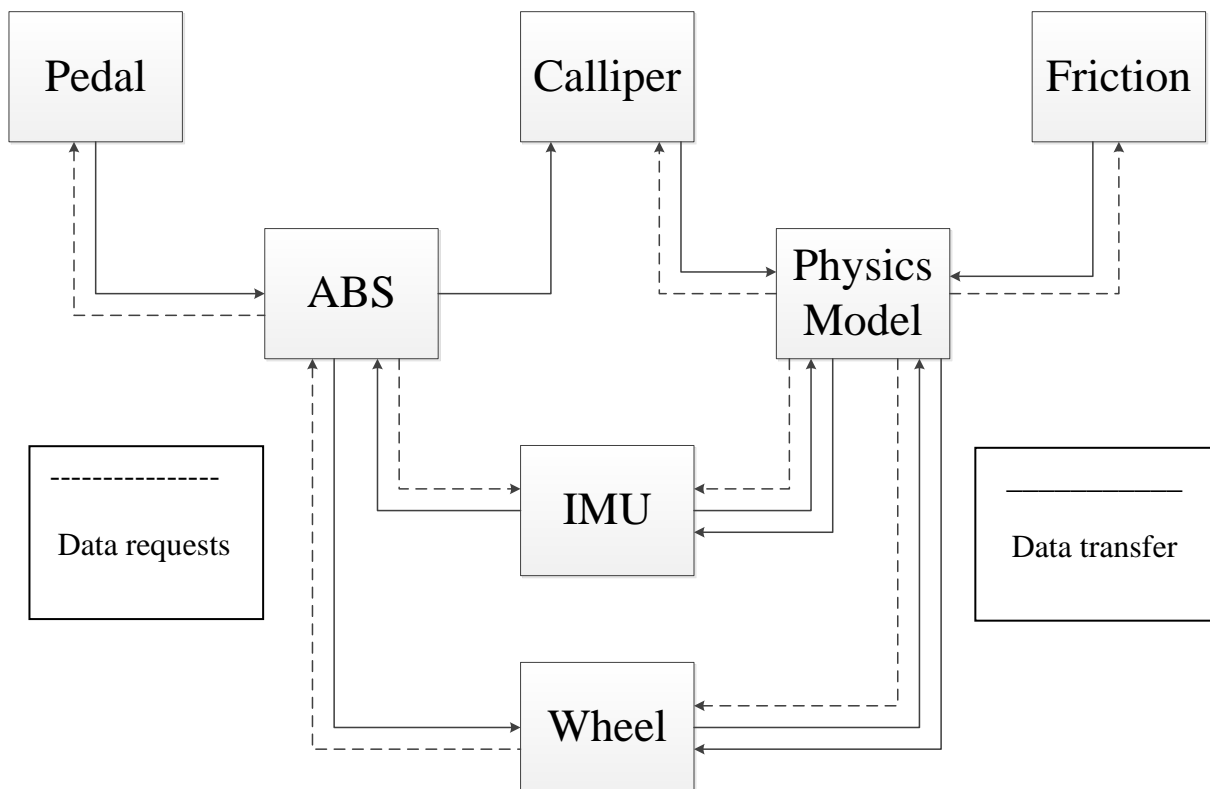 Pedal
Calliper
Friction
ABS
Physics
Model
Data requests
IMU
Data transfer
Wheel